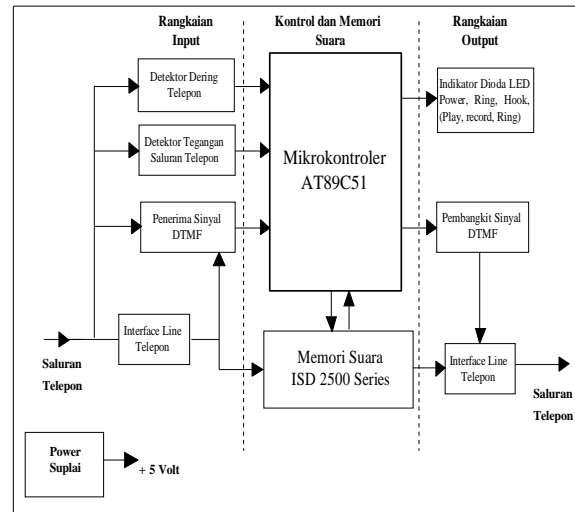 Rangkaian
Input
Kontrol dan Memori
Suara
Rangkaian
Output
Detektor Dering
Telepon
Detektor Tegangan
Saluran Telepon
Penerima Sinyal
DTMF
Interface Line
Telepon
Saluran
Telepon
Mikrokontroler
AT89C51
Memori Suara
ISD 2500 Series
Indikator Dioda LED
Power, Ring, Hook,
(Play, record, Ring)
Pembangkit Sinyal
DTMF
Interface Line
Telepon
Saluran
Telepon
Power
Suplai
+ 5 Volt